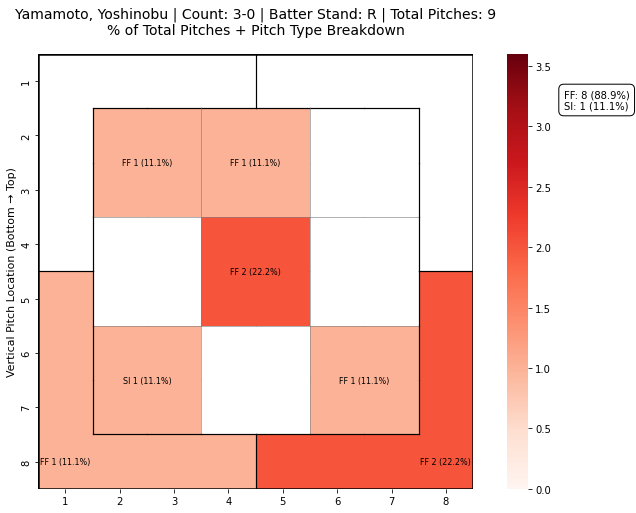 Yamamoto, Yoshinobu | Count: 3-0 | Batter Stand: R | Total Pitches: 9
% of Total Pitches + Pitch Type Breakdown
Vertical Pitch Location (Bottom → Top)
1
2
3
4
5
6
7
8
FF 1 (11.1%)
FF 1 (11.1%)
FF 2 (22.2%)
SI 1 (11.1%)
FF 1 (11.1%)
FF 1 (11.1%)
FF 2 (22.2%)
1
2
3
4
5
6
7
8
3.5
3.0
2.5
2.0
1.5
1.0
0.5
0.0
FF: 8 (88.9%)
SI: 1 (11.1%)